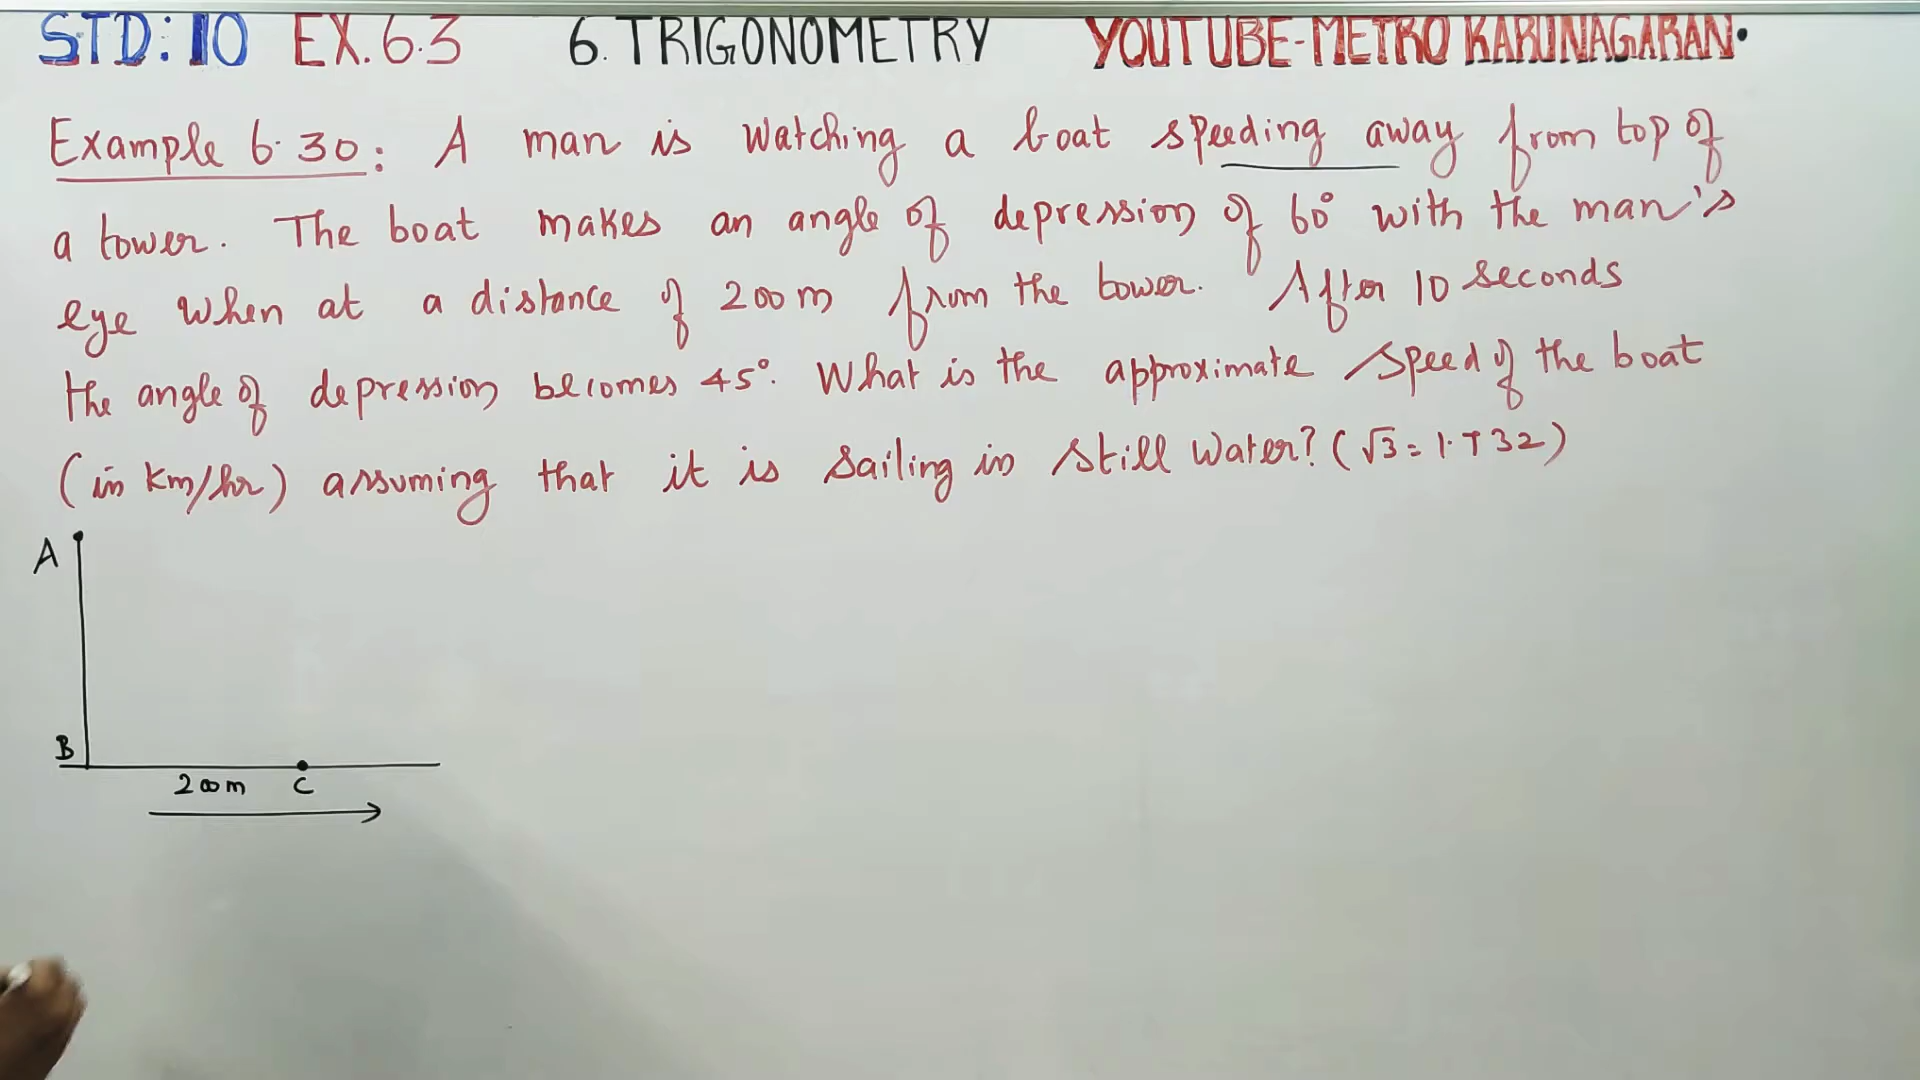 STD: 10 EX. 6.3 6. TRIGONOMETRY YOUTUBE-METRO KARUNAGARAN.
Example 6.30: A man is watching a boat speeding away from top of
a tower. The boat makes an angle of depression of 60° with the man's
eye when at a distance of 200m from the tower. After 10 seconds
the angle of depression becomes 45°. What is the approximate speed of the boat
(in km/hr) assuming that it is sailing in still water? (√3 = 1.732)
A
B
200m C